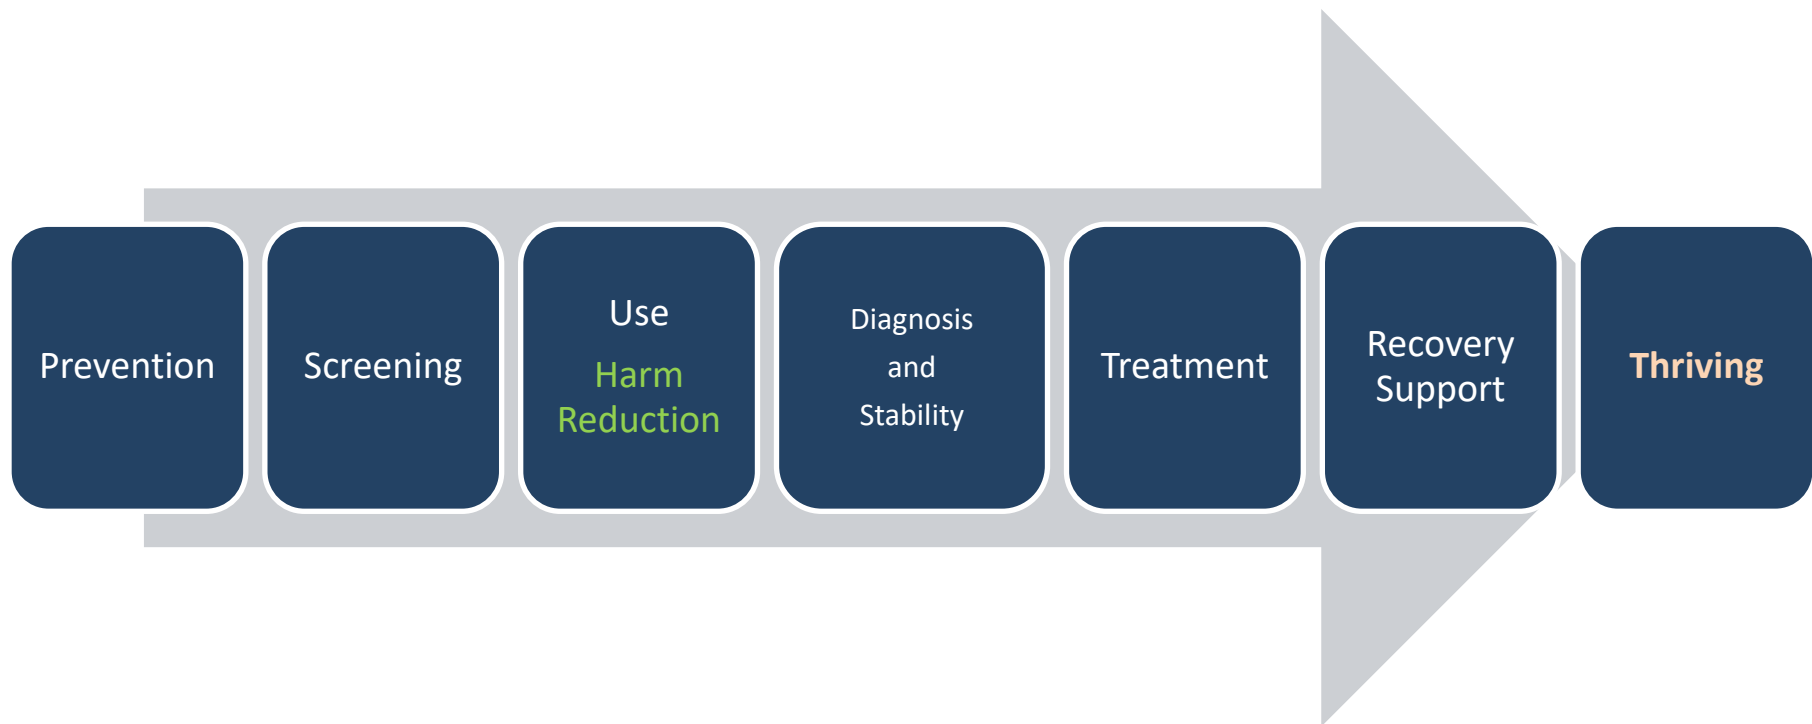 Prevention
Screening
Use
Harm
Reduction
Diagnosis
and
Stability
Treatment
Recovery
Support
Thriving